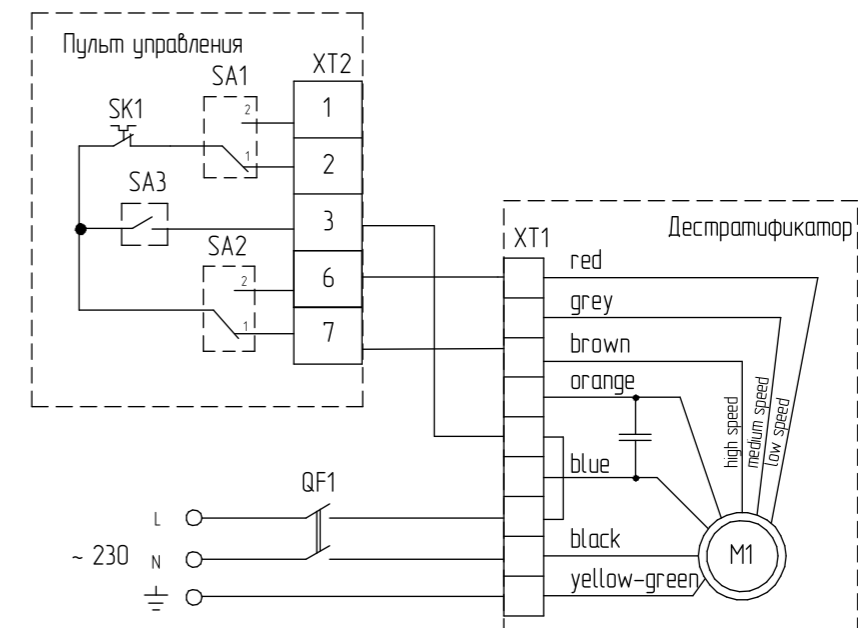 Пульт управления
XT2
SA1
SK1
2
1
1
2
SA3
3
SA2
6
2
7
1
Дестратификатор
XT1
red
grey
brown
orange
high speed
medium speed
low speed
blue
QF1
L
~ 230
N
black
M1
yellow-green